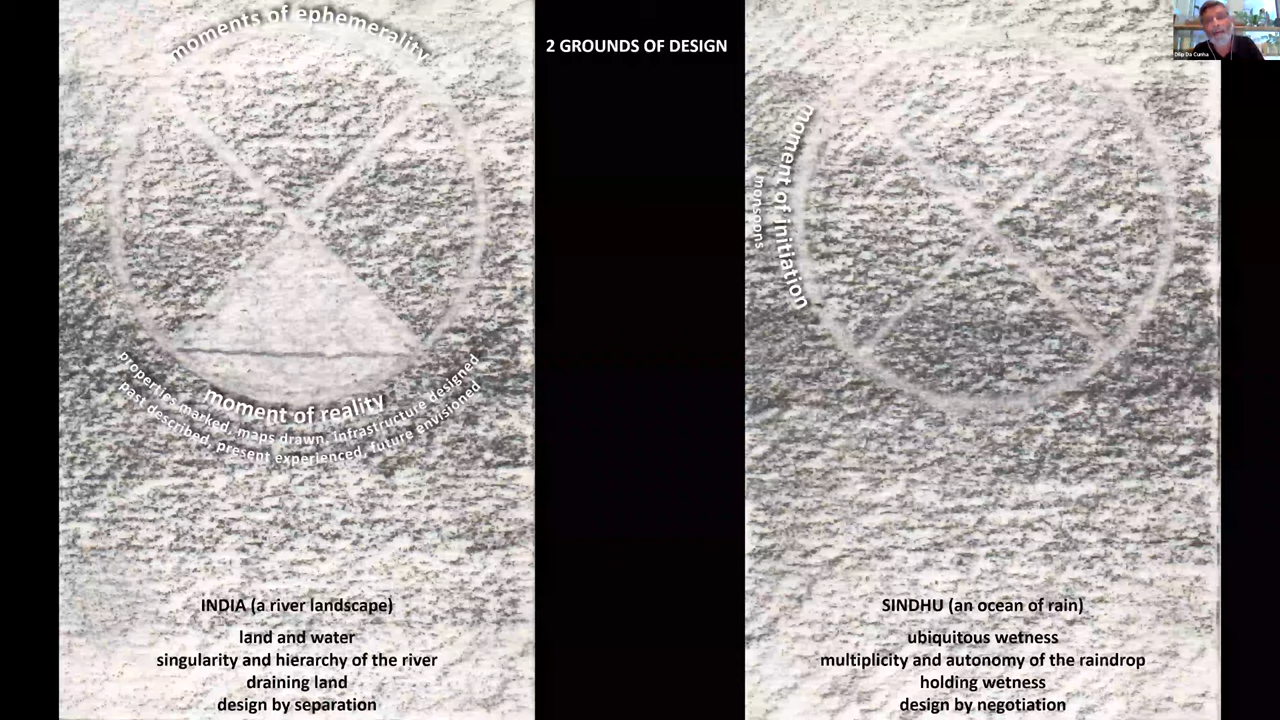 2 GROUNDS OF DESIGN
moments of ephemerality
moment of reality
properties marked, maps drawn, infrastructure designed
past described, present experienced, future envisioned
INDIA (a river landscape)
land and water
singularity and hierarchy of the river
draining land
design by separation
moment of initiation
monsoons
SINDHU (an ocean of rain)
ubiquitous wetness
multiplicity and autonomy of the raindrop
holding wetness
design by negotiation
Dilip Da Cunha